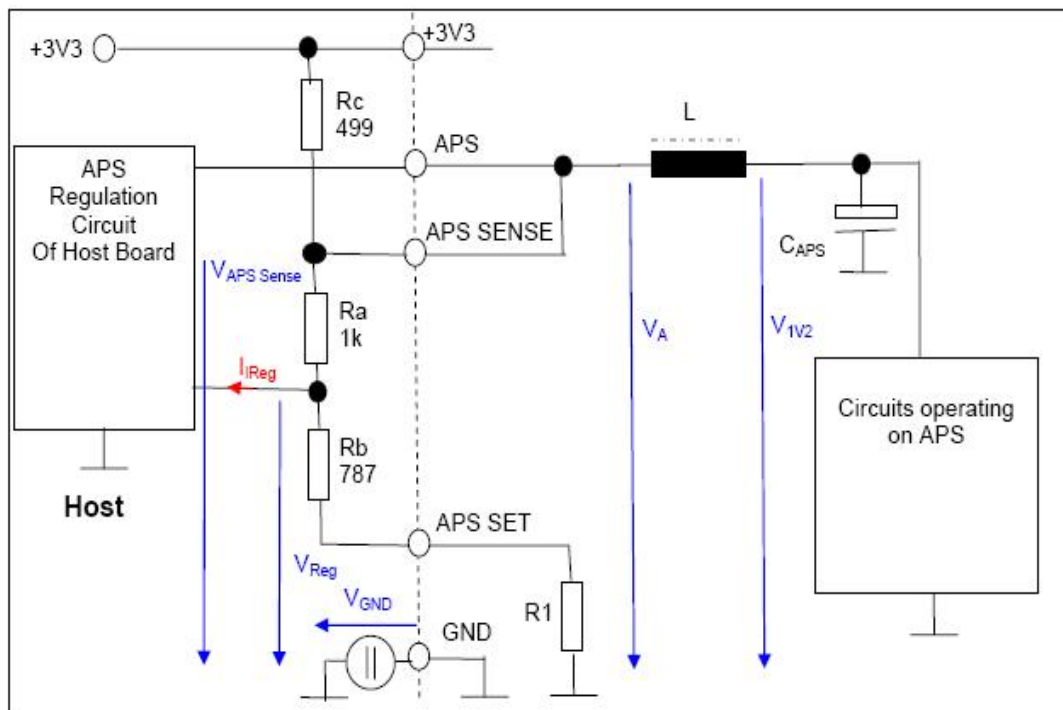 +3V3
+3V3
Rc
499
L
APS
APS
Regulation
Circuit
Of Host Board
APS SENSE
CAPS
VAPS Sense
Ra
1k
VA
V1V2
IIReg
Circuits operating
on APS
Rb
787
Host
APS SET
VReg
VGND
R1
GND